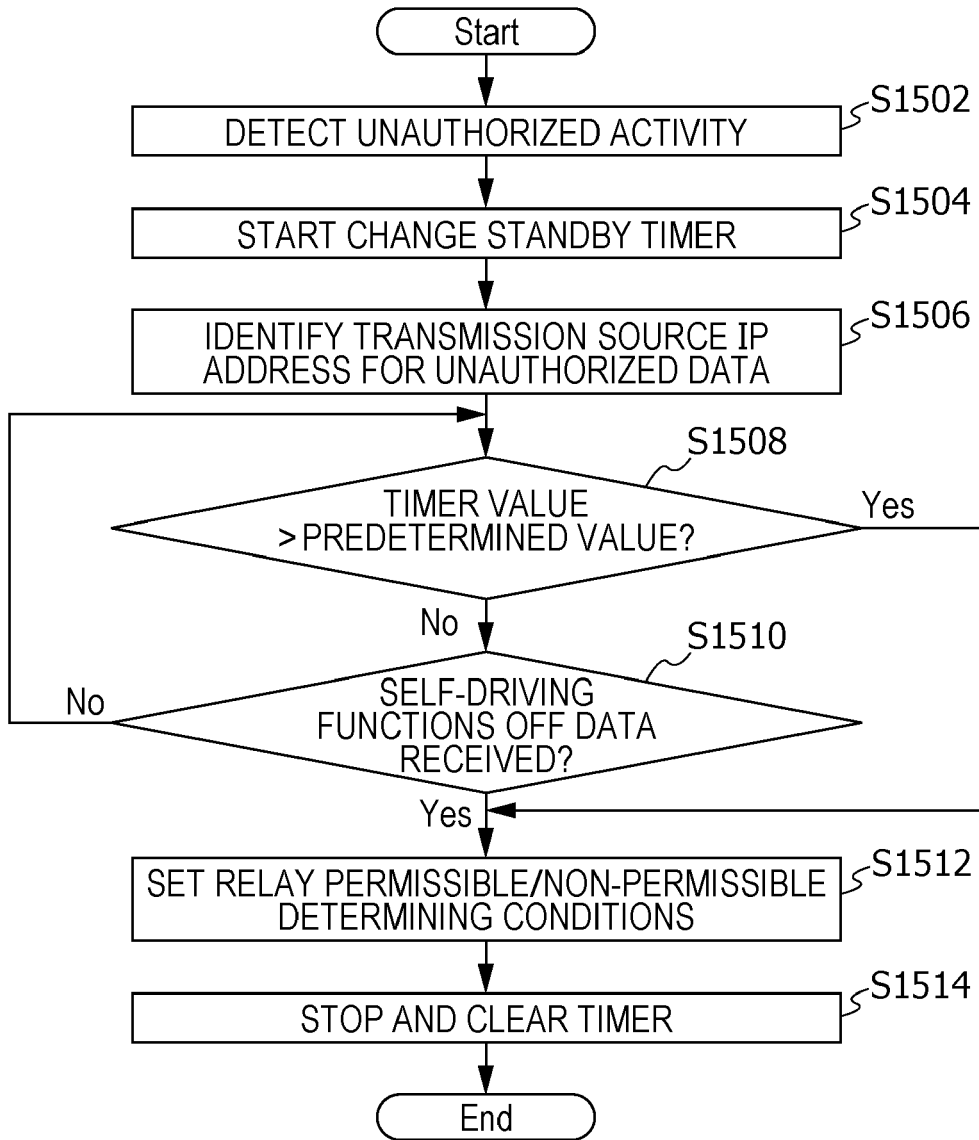 Start
S1502
DETECT UNAUTHORIZED ACTIVITY
S1504
START CHANGE STANDBY TIMER
S1506
IDENTIFY TRANSMISSION SOURCE IP
ADDRESS FOR UNAUTHORIZED DATA
S1508
TIMER VALUE
>PREDETERMINED VALUE?
Yes
No
S1510
SELF-DRIVING
FUNCTIONS OFF DATA
RECEIVED?
No
Yes
S1512
SET RELAY PERMISSIBLE/NON-PERMISSIBLE
DETERMINING CONDITIONS
S1514
STOP AND CLEAR TIMER
End